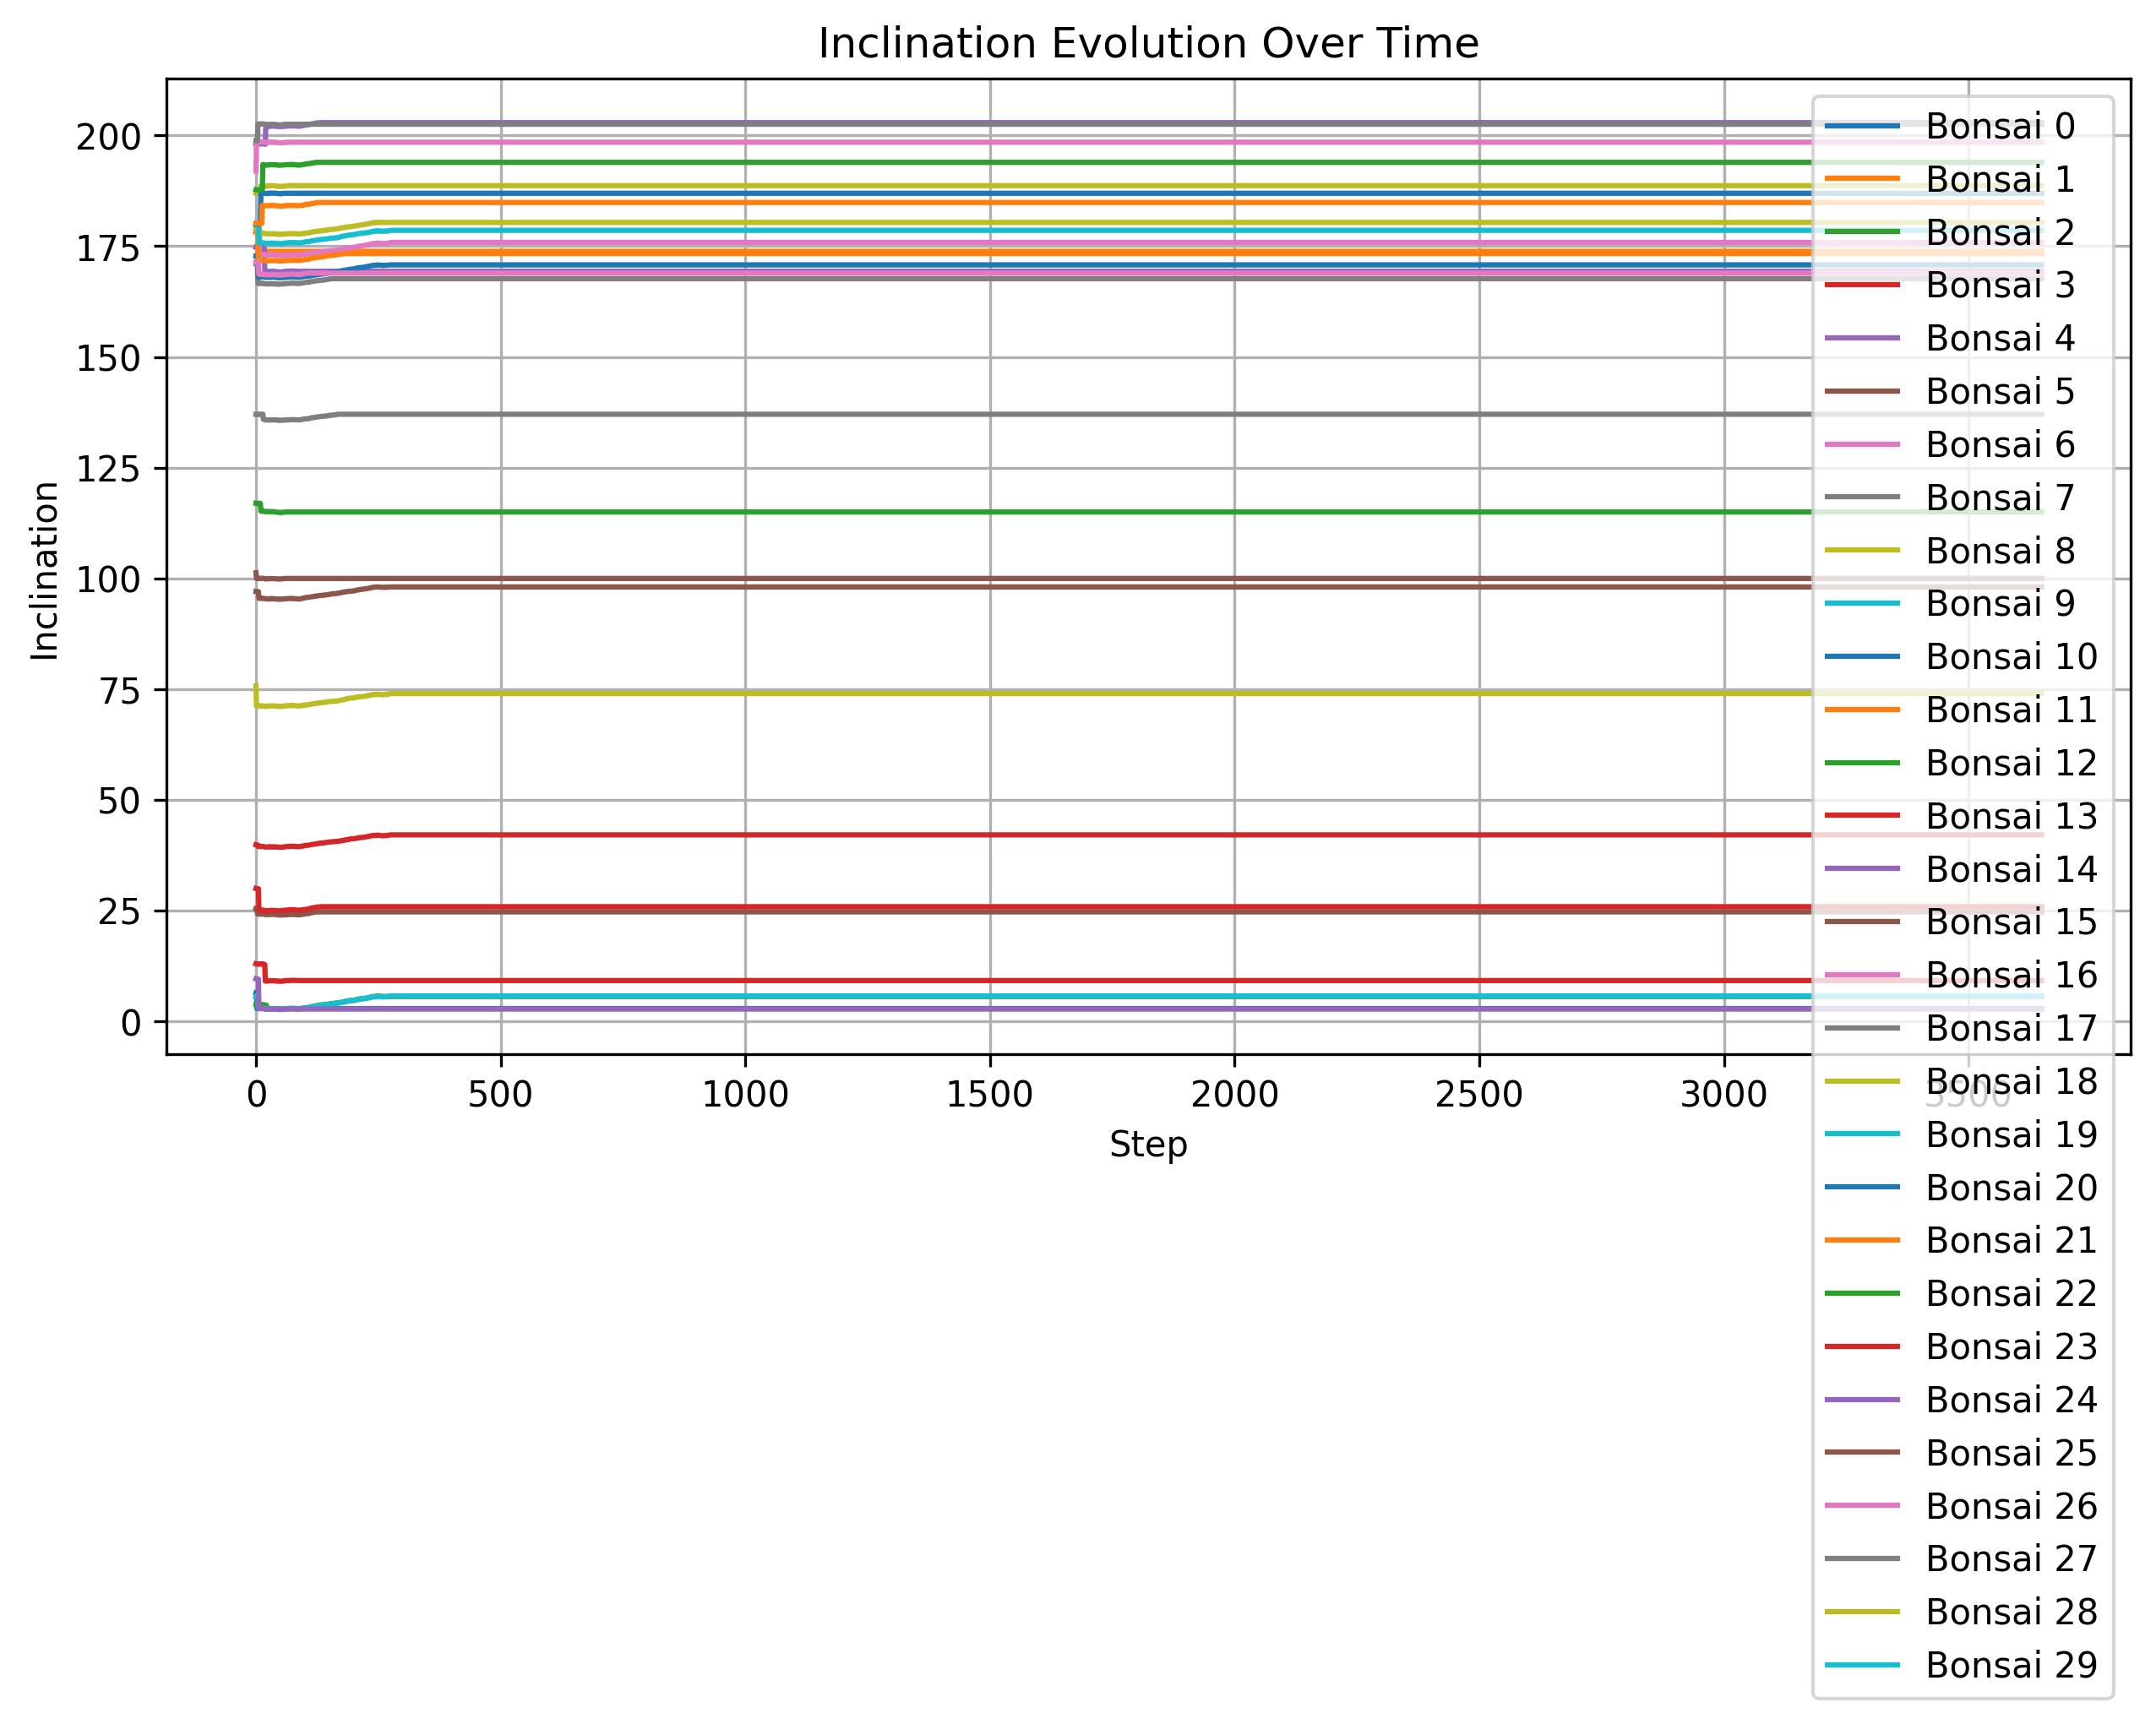 Inclination Evolution Over Time
Inclination
200
175
150
125
100
75
50
25
0
0 500 1000 1500 2000 2500 3000 3500
Step
Bonsai 0
Bonsai 1
Bonsai 2
Bonsai 3
Bonsai 4
Bonsai 5
Bonsai 6
Bonsai 7
Bonsai 8
Bonsai 9
Bonsai 10
Bonsai 11
Bonsai 12
Bonsai 13
Bonsai 14
Bonsai 15
Bonsai 16
Bonsai 17
Bonsai 18
Bonsai 19
Bonsai 20
Bonsai 21
Bonsai 22
Bonsai 23
Bonsai 24
Bonsai 25
Bonsai 26
Bonsai 27
Bonsai 28
Bonsai 29